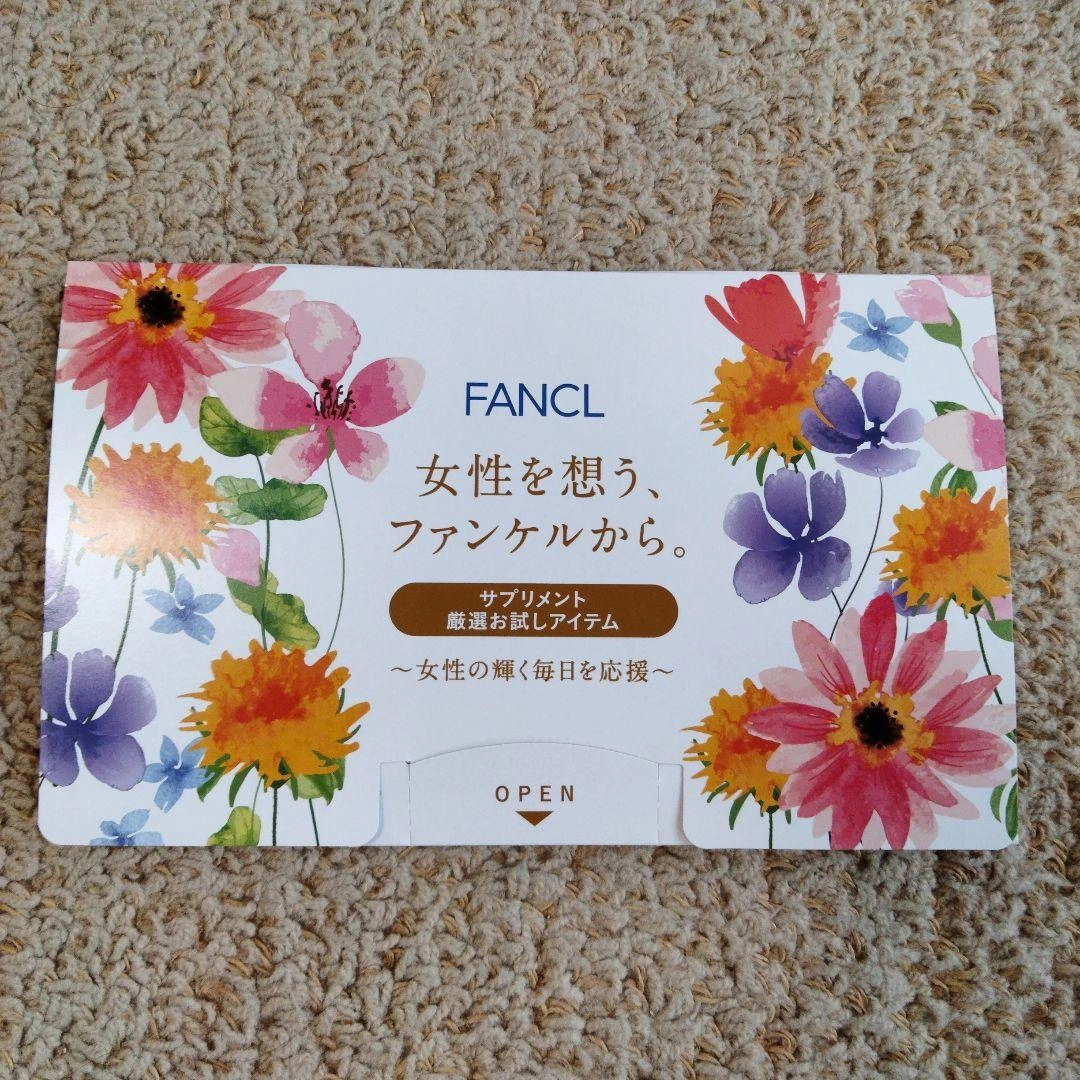 FANCL
女性を想う、
ファンケルから。
サプリメント
厳選お試しアイテム
～女性の輝く毎日を応援～
OPEN